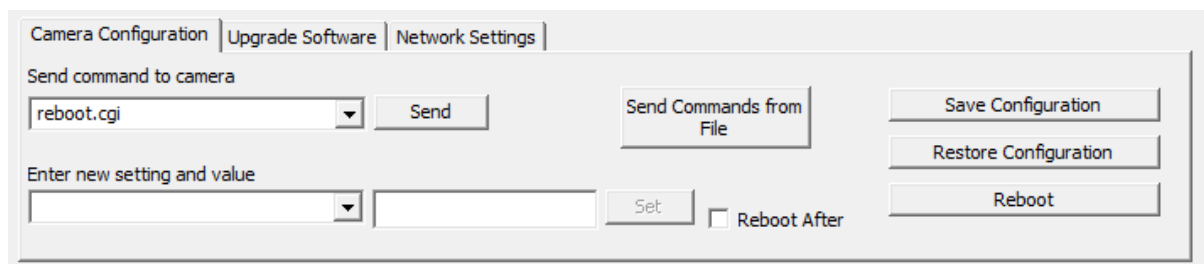 Camera Configuration Upgrade Software Network Settings
Send command to camera
reboot.cgi Send Send Commands from
File
Save Configuration
Restore Configuration
Enter new setting and value
Set Reboot After
Reboot